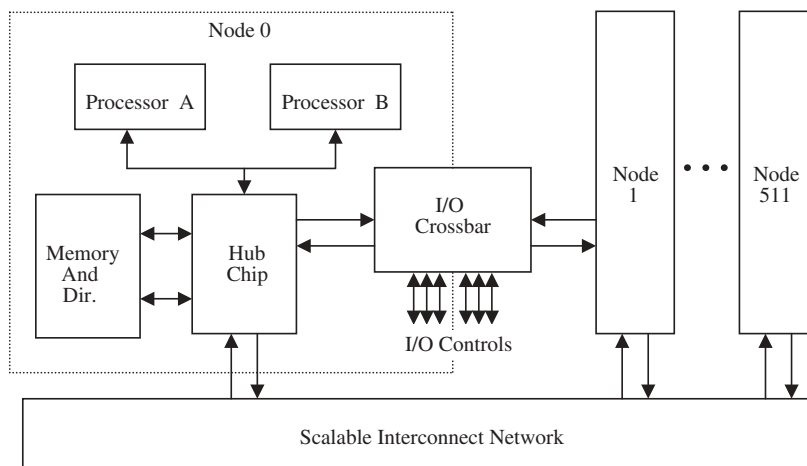 Node 0
Processor A
Processor B
Memory
And
Dir.
Hub
Chip
I/O
Crossbar
I/O Controls
Node
1
Node
511
Scalable Interconnect Network